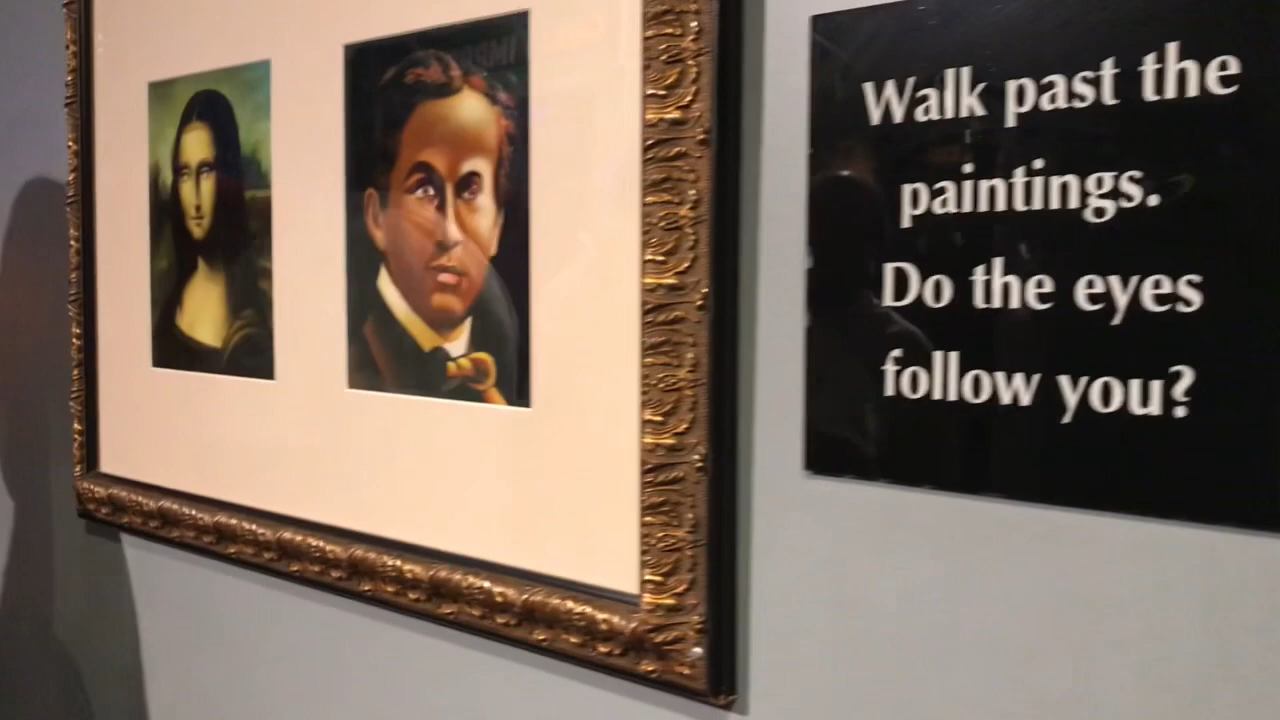 Walk past the
paintings.
Do the eyes
follow you?